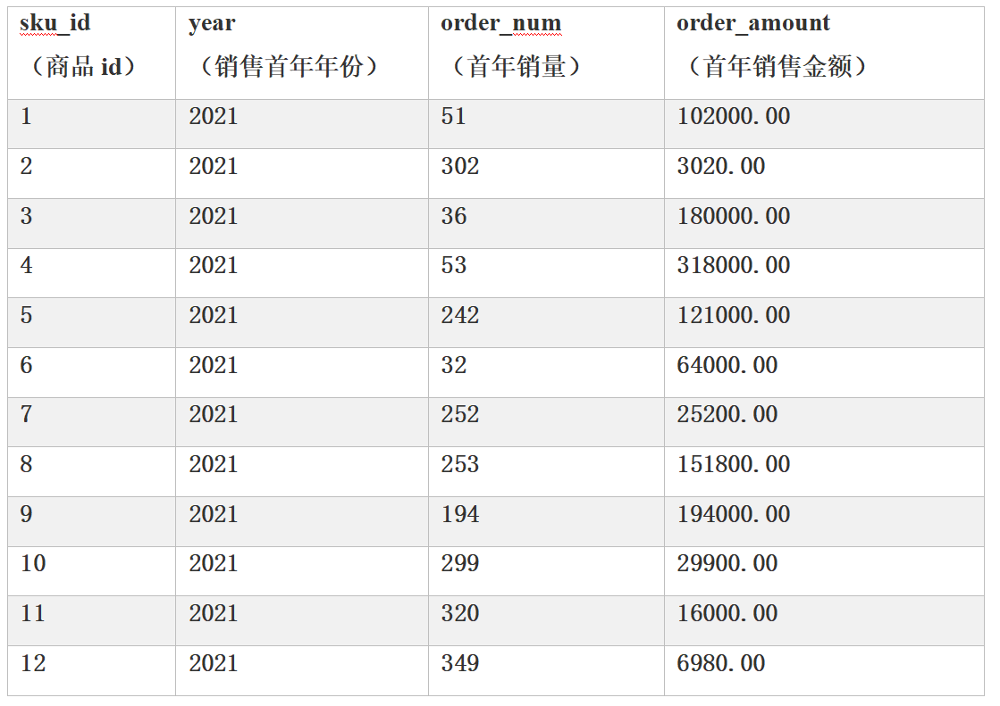 sku_id year order_num order_amount
（商品 id） （销售首年年份） （首年销量） （首年销售金额）
1 2021 51 102000.00
2 2021 302 3020.00
3 2021 36 180000.00
4 2021 53 318000.00
5 2021 242 121000.00
6 2021 32 64000.00
7 2021 252 25200.00
8 2021 253 151800.00
9 2021 194 194000.00
10 2021 299 29900.00
11 2021 320 16000.00
12 2021 349 6980.00